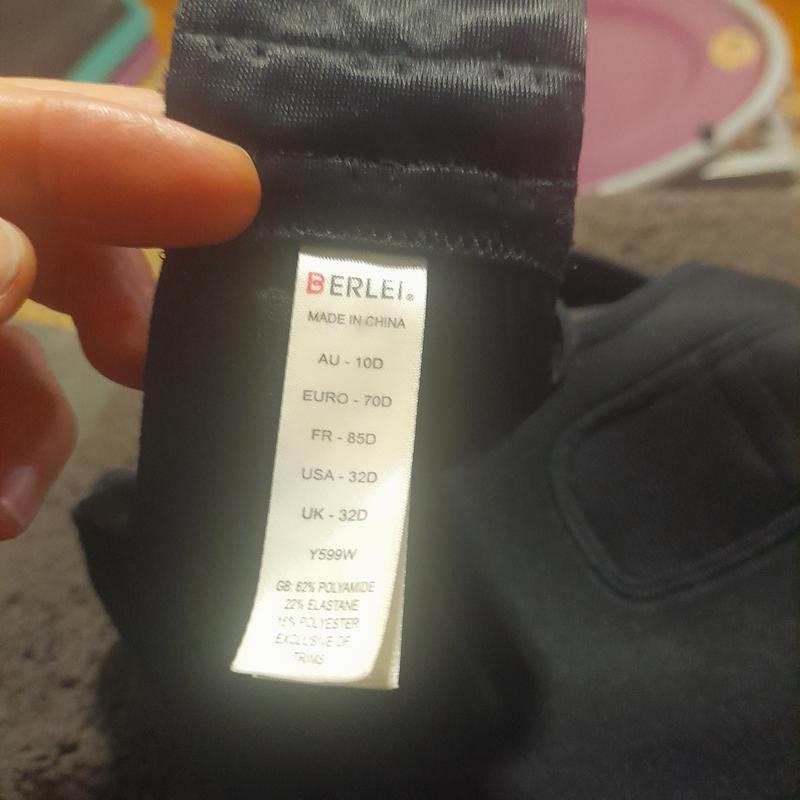 BERLEI®
MADE IN CHINA
AU - 10D
EURO - 70D
FR - 85D
USA - 32D
UK - 32D
Y599W
GB: 62% POLYAMIDE
22% ELASTANE
16% POLYESTER
EXCLUSIVE OF
TRIMS